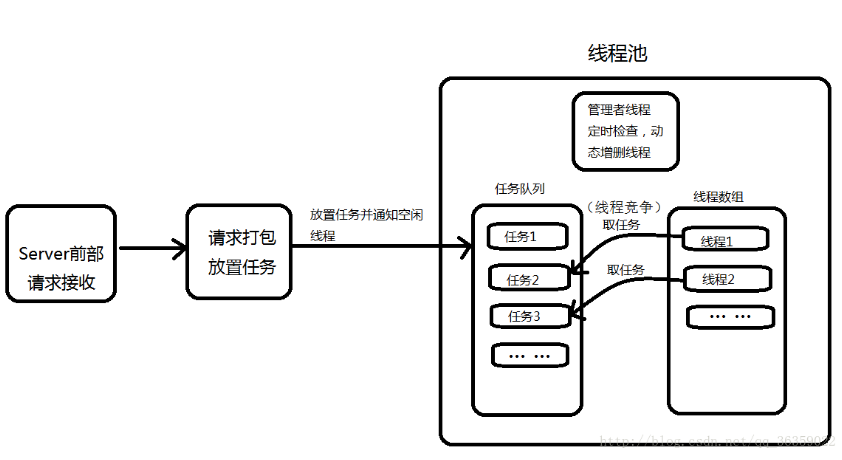 线程池
管理者线程
定时检查，动
态增删线程
Server前部
请求接收
请求打包
放置任务
放置任务并通知空闲
线程
任务队列
任务1
任务2
任务3
... ...
（线程竞争）
取任务
取任务
线程数组
线程1
线程2
... ...